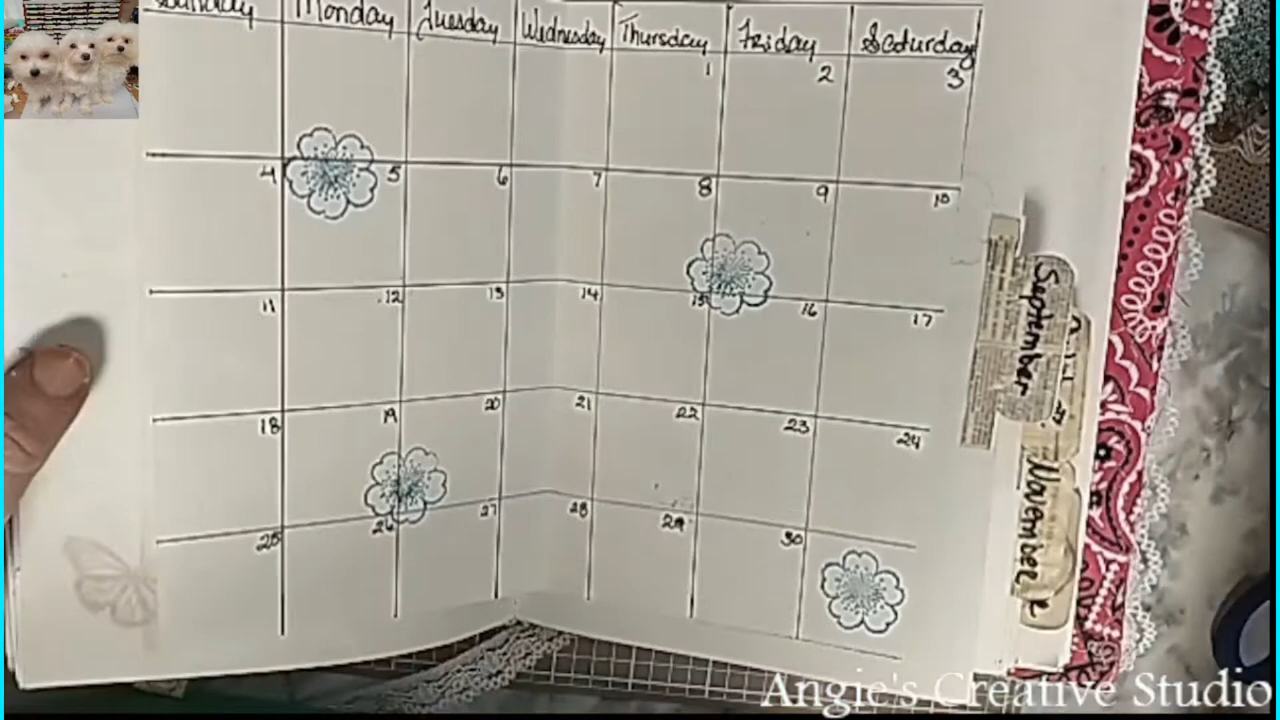 Sunday Monday Tuesday Wednesday Thursday Friday Saturday
1 2 3
4 5 6 7 8 9 10
11 12 13 14 15 16 17
18 19 20 21 22 23 24
25 26 27 28 29 30
September
November
Angie's Creative Studio